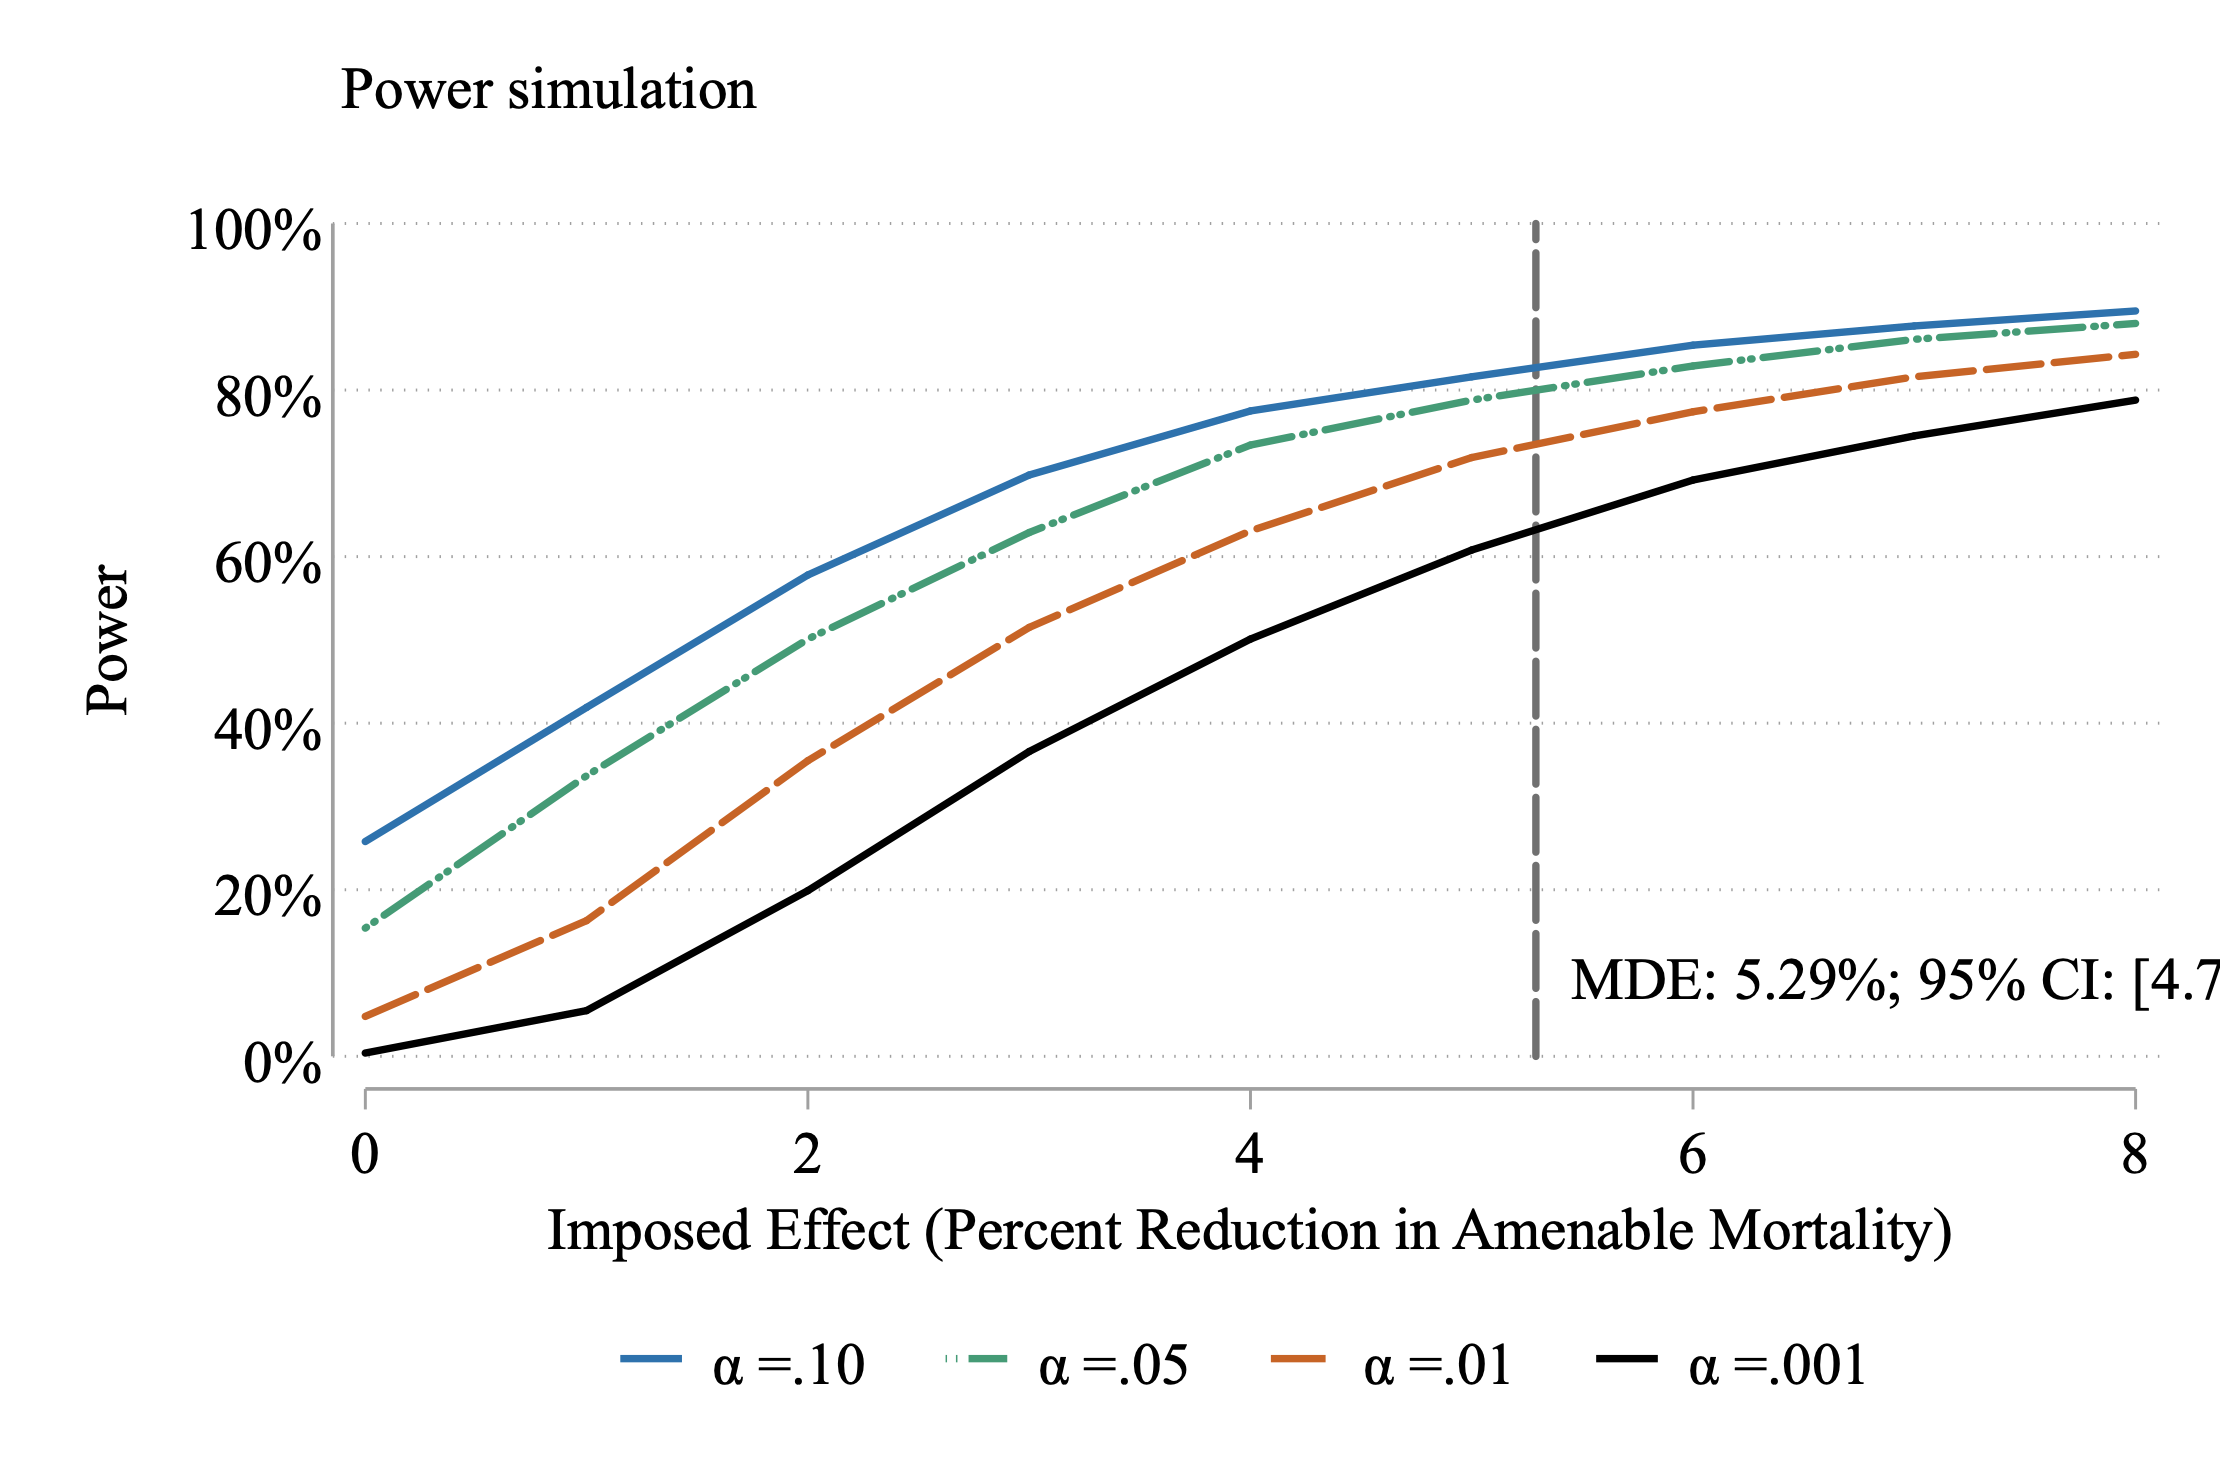 Power simulation
100%
80%
60%
40%
20%
0%
Power
MDE: 5.29%; 95% CI: [4.7
0 2 4 6 8
Imposed Effect (Percent Reduction in Amenable Mortality)
α =.10 α =.05 α =.01 α =.001